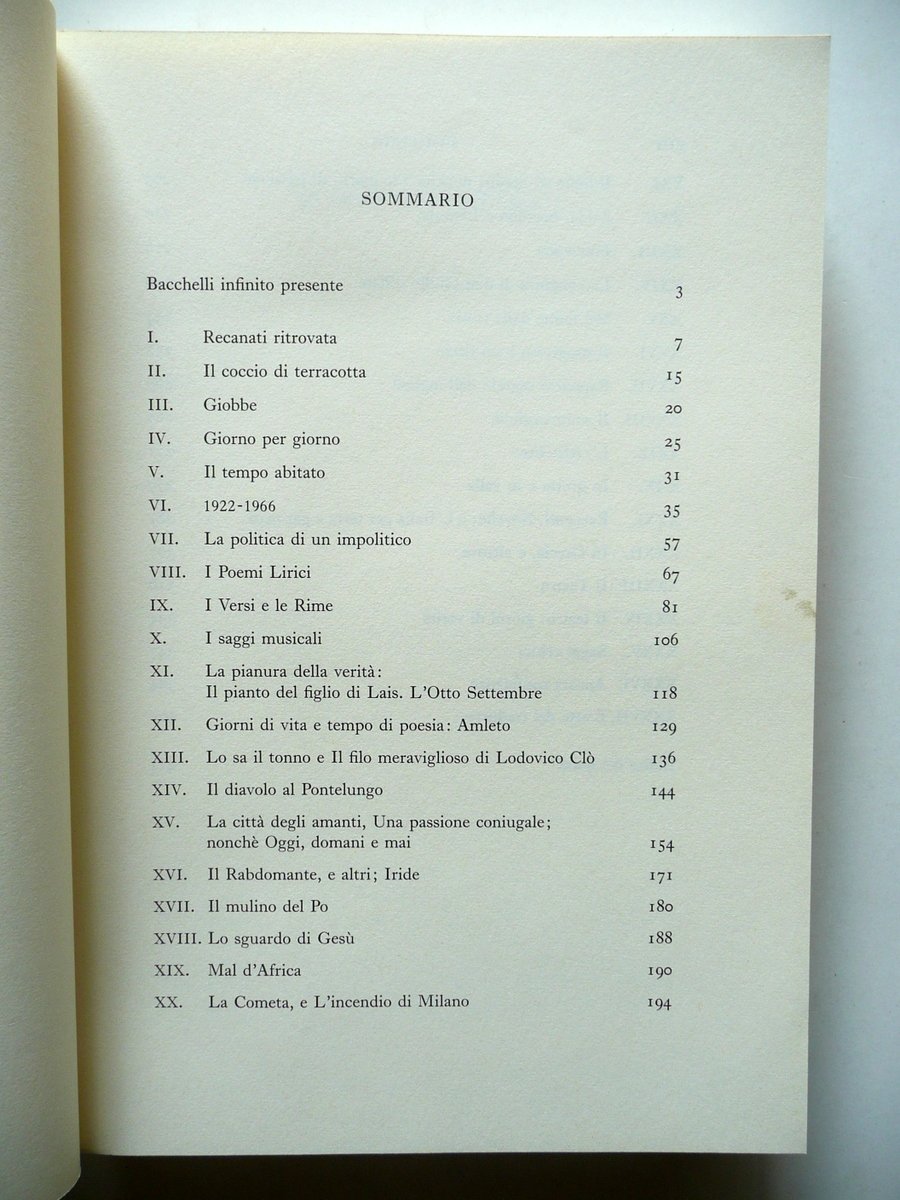 SOMMARIO
Bacchelli infinito presente 3
I. Recanati ritrovata 7
II. Il coccio di terracotta 15
III. Giobbe 20
IV. Giorno per giorno 25
V. Il tempo abitato 31
VI. 1922-1966 35
VII. La politica di un impolitico 57
VIII. I Poemi Lirici 67
IX. I Versi e le Rime 81
X. I saggi musicali 106
XI. La pianura della verità:
Il pianto del figlio di Lais. L'Otto Settembre 118
XII. Giorni di vita e tempo di poesia: Amleto 129
XIII. Lo sa il tonno e Il filo meraviglioso di Lodovico Clò 136
XIV. Il diavolo al Pontelungo 144
XV. La città degli amanti, Una passione coniugale;
nonchè Oggi, domani e mai 154
XVI. Il Rabdomante, e altri; Iride 171
XVII. Il mulino del Po 180
XVIII. Lo sguardo di Gesù 188
XIX. Mal d'Africa 190
XX. La Cometa, e L'incendio di Milano 194